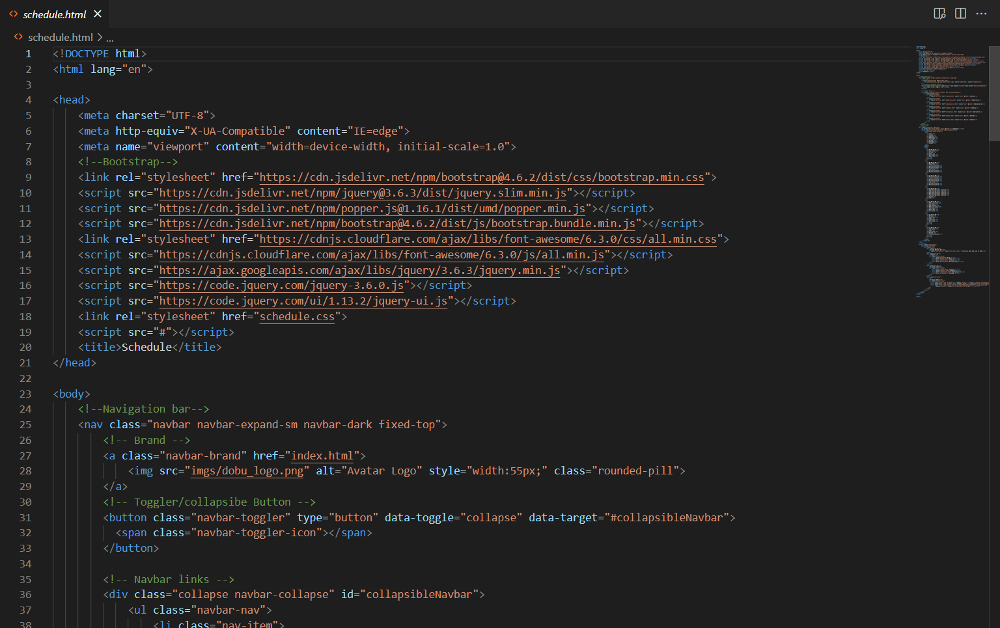 schedule.html
schedule.html > ...
1 <!DOCTYPE html>
2 <html lang="en">
3
4 <head>
5 <meta charset="UTF-8">
6 <meta http-equiv="X-UA-Compatible" content="IE=edge">
7 <meta name="viewport" content="width=device-width, initial-scale=1.0">
8 <!--Bootstrap-->
9 <link rel="stylesheet" href="https://cdn.jsdelivr.net/npm/bootstrap@4.6.2/dist/css/bootstrap.min.css">
10 <script src="https://cdn.jsdelivr.net/npm/jquery@3.6.3/dist/jquery.slim.min.js"></script>
11 <script src="https://cdn.jsdelivr.net/npm/popper.js@1.16.1/dist/umd/popper.min.js"></script>
12 <script src="https://cdn.jsdelivr.net/npm/bootstrap@4.6.2/dist/js/bootstrap.bundle.min.js"></script>
13 <link rel="stylesheet" href="https://cdnjs.cloudflare.com/ajax/libs/font-awesome/6.3.0/css/all.min.css">
14 <script src="https://cdnjs.cloudflare.com/ajax/libs/font-awesome/6.3.0/js/all.min.js"></script>
15 <script src="https://ajax.googleapis.com/ajax/libs/jquery/3.6.3/jquery.min.js"></script>
16 <script src="https://code.jquery.com/jquery-3.6.0.js"></script>
17 <script src="https://code.jquery.com/ui/1.13.2/jquery-ui.js"></script>
18 <link rel="stylesheet" href="schedule.css">
19 <script src="#"></script>
20 <title>Schedule</title>
21 </head>
22
23 <body>
24 <!--Navigation bar-->
25 <nav class="navbar navbar-expand-sm navbar-dark fixed-top">
26 <!-- Brand -->
27 <a class="navbar-brand" href="index.html">
28 <img src="imgs/dobu_logo.png" alt="Avatar Logo" style="width:55px;" class="rounded-pill">
29 </a>
30 <!-- Toggler/collapsibe Button -->
31 <button class="navbar-toggler" type="button" data-toggle="collapse" data-target="#collapsibleNavbar">
32 <span class="navbar-toggler-icon"></span>
33 </button>
34
35 <!-- Navbar links -->
36 <div class="collapse navbar-collapse" id="collapsibleNavbar">
37 <ul class="navbar-nav">
38 <li class="nav-item">